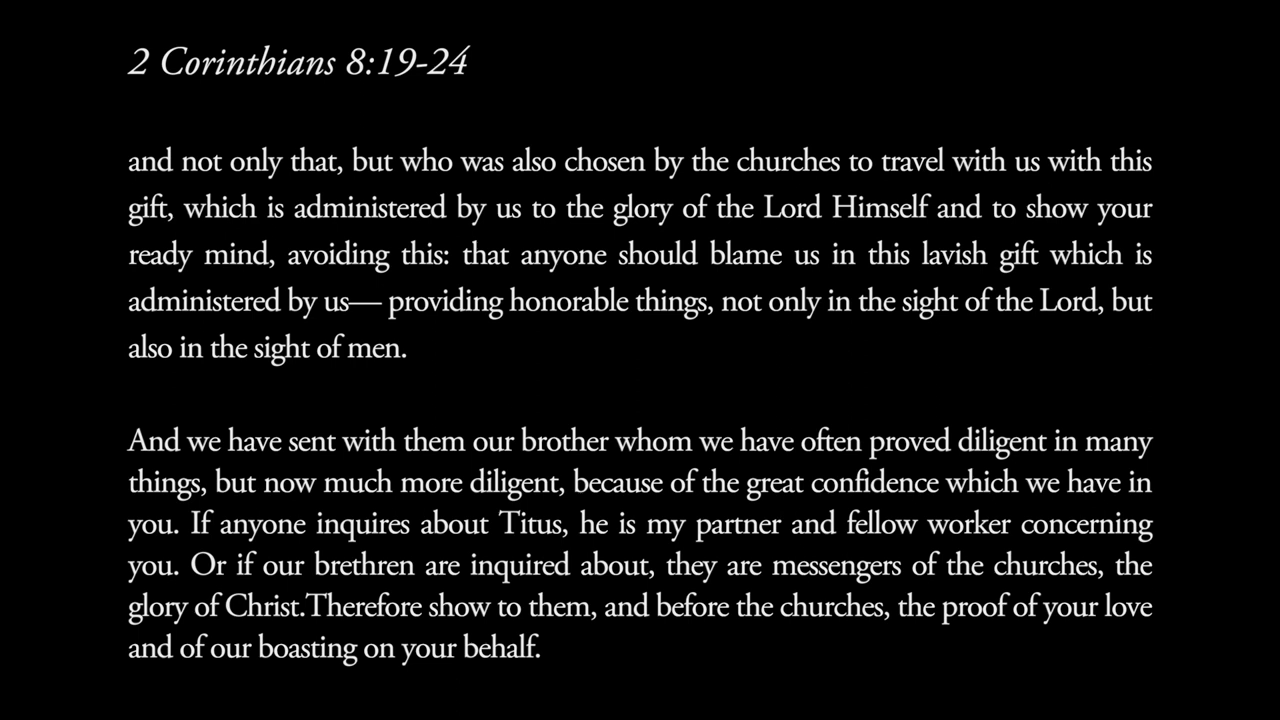 2 Corinthians 8:19-24
and not only that, but who was also chosen by the churches to travel with us with this
gift, which is administered by us to the glory of the Lord Himself and to show your
ready mind, avoiding this: that anyone should blame us in this lavish gift which is
administered by us— providing honorable things, not only in the sight of the Lord, but
also in the sight of men.
And we have sent with them our brother whom we have often proved diligent in many
things, but now much more diligent, because of the great confidence which we have in
you. If anyone inquires about Titus, he is my partner and fellow worker concerning
you. Or if our brethren are inquired about, they are messengers of the churches, the
glory of Christ.Therefore show to them, and before the churches, the proof of your love
and of our boasting on your behalf.